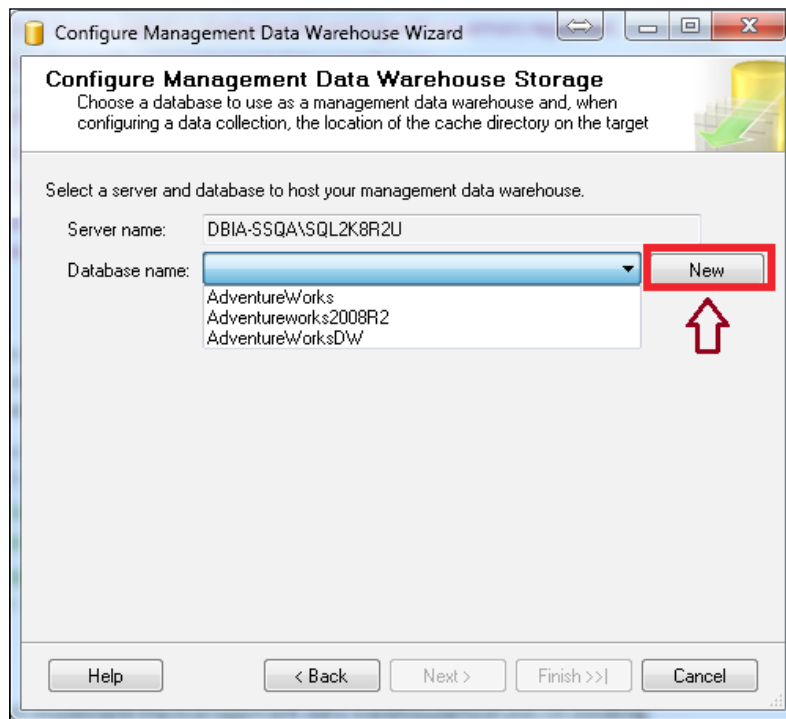 Configure Management Data Warehouse Wizard
Configure Management Data Warehouse Storage
Choose a database to use as a management data warehouse and, when
configuring a data collection, the location of the cache directory on the target
Select a server and database to host your management data warehouse.
Server name: DBIA-SSQA\SQL2K8R2U
Database name: New
AdventureWorks
Adventureworks2008R2
AdventureWorksDW
Help < Back Next > Finish >>| Cancel